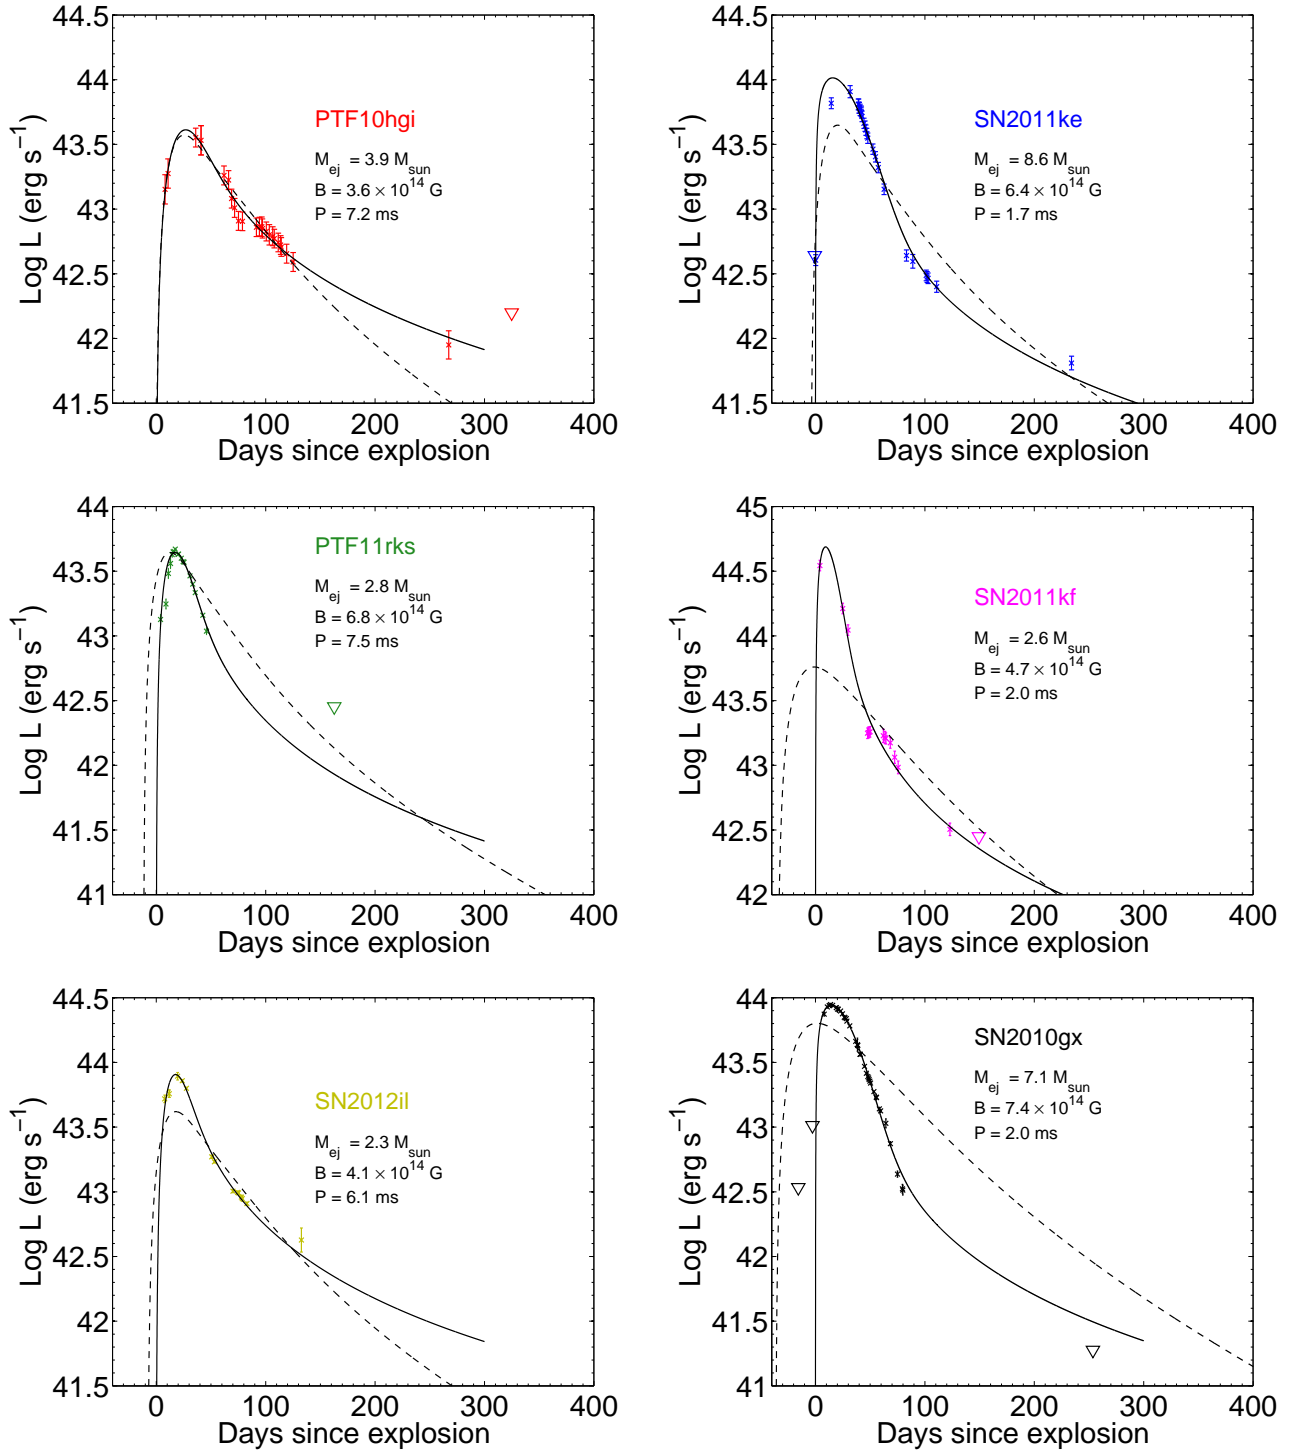 44.5
44
43.5
43
42.5
42
41.5
0
100
200
300
400
Log L (erg s⁻¹)
Days since explosion
PTF10hgi
M_ej = 3.9 M_sun
B = 3.6 × 10^14 G
P = 7.2 ms
44.5
44
43.5
43
42.5
42
41.5
0
100
200
300
400
Log L (erg s⁻¹)
Days since explosion
SN2011ke
M_ej = 8.6 M_sun
B = 6.4 × 10^14 G
P = 1.7 ms
44
43.5
43
42.5
42
41.5
41
0
100
200
300
400
Log L (erg s⁻¹)
Days since explosion
PTF11rks
M_ej = 2.8 M_sun
B = 6.8 × 10^14 G
P = 7.5 ms
45
44.5
44
43.5
43
42.5
42
0
100
200
300
400
Log L (erg s⁻¹)
Days since explosion
SN2011kf
M_ej = 2.6 M_sun
B = 4.7 × 10^14 G
P = 2.0 ms
44.5
44
43.5
43
42.5
42
41.5
0
100
200
300
400
Log L (erg s⁻¹)
Days since explosion
SN2012il
M_ej = 2.3 M_sun
B = 4.1 × 10^14 G
P = 6.1 ms
44
43.5
43
42.5
42
41.5
41
0
100
200
300
400
Log L (erg s⁻¹)
Days since explosion
SN2010gx
M_ej = 7.1 M_sun
B = 7.4 × 10^14 G
P = 2.0 ms